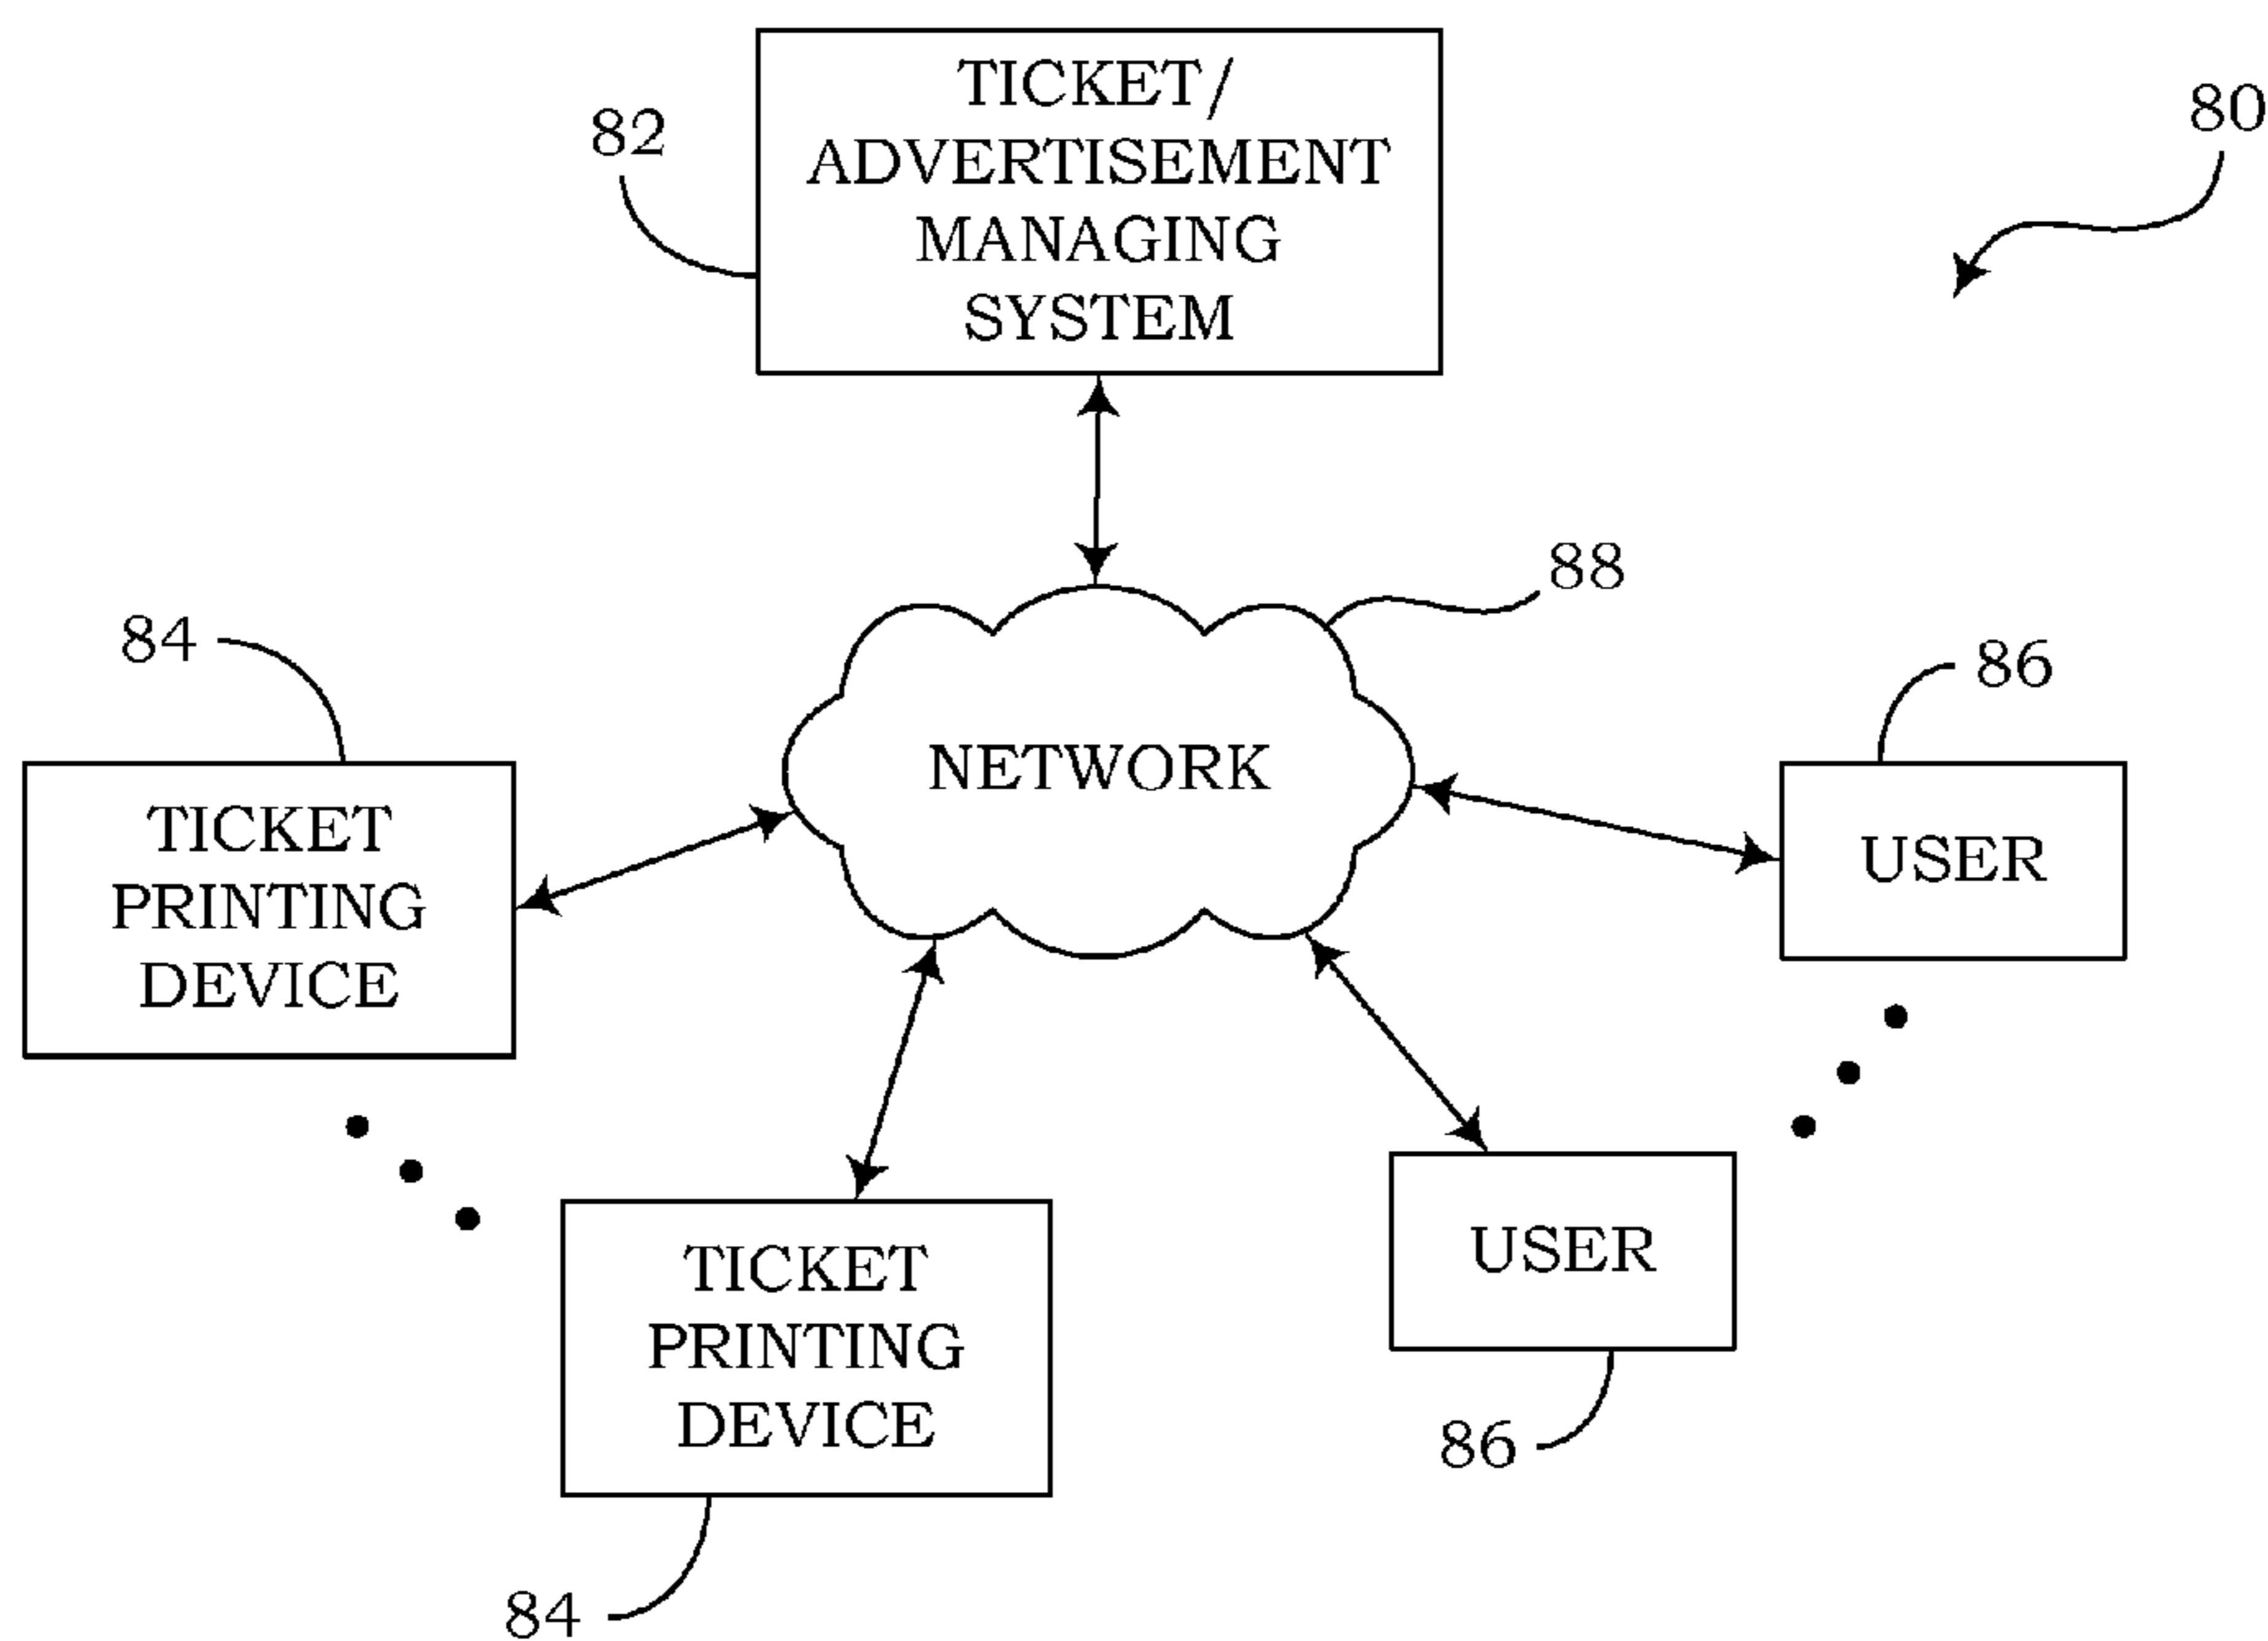 TICKET/
ADVERTISEMENT
MANAGING
SYSTEM
82
80
88
84
86
NETWORK
TICKET
PRINTING
DEVICE
USER
TICKET
PRINTING
DEVICE
USER
86
84